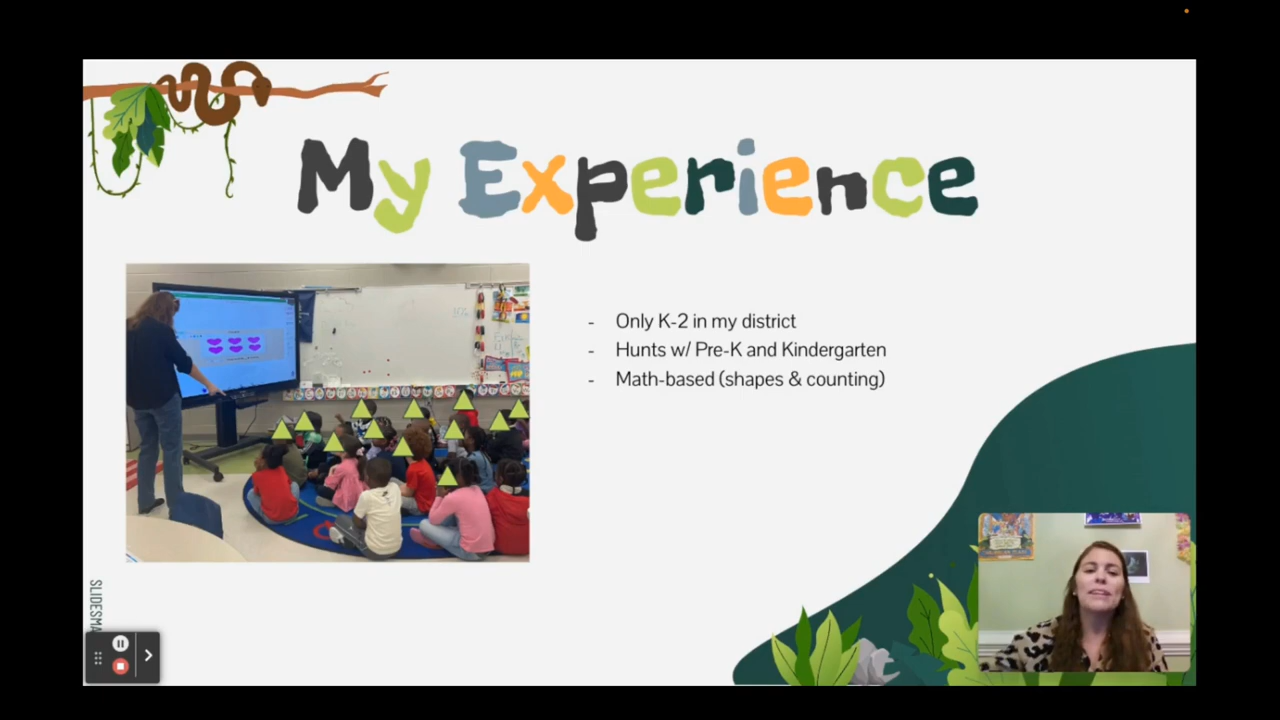 My Experience
- Only K-2 in my district
- Hunts w/ Pre-K and Kindergarten
- Math-based (shapes & counting)
SLIDESMA